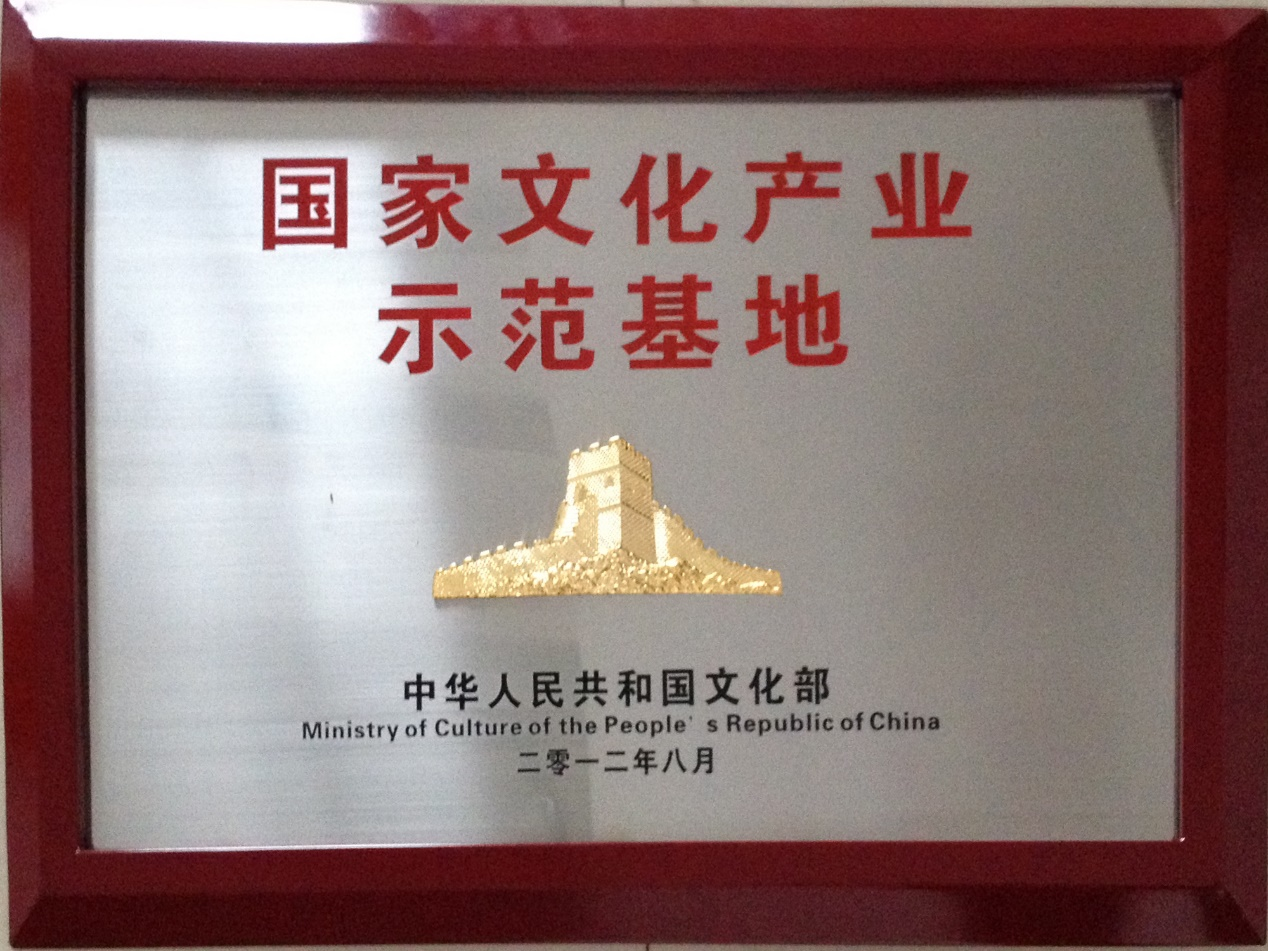 国家文化产业
示范基地
中华人民共和国文化部
Ministry of Culture of the People's Republic of China
二零一二年八月